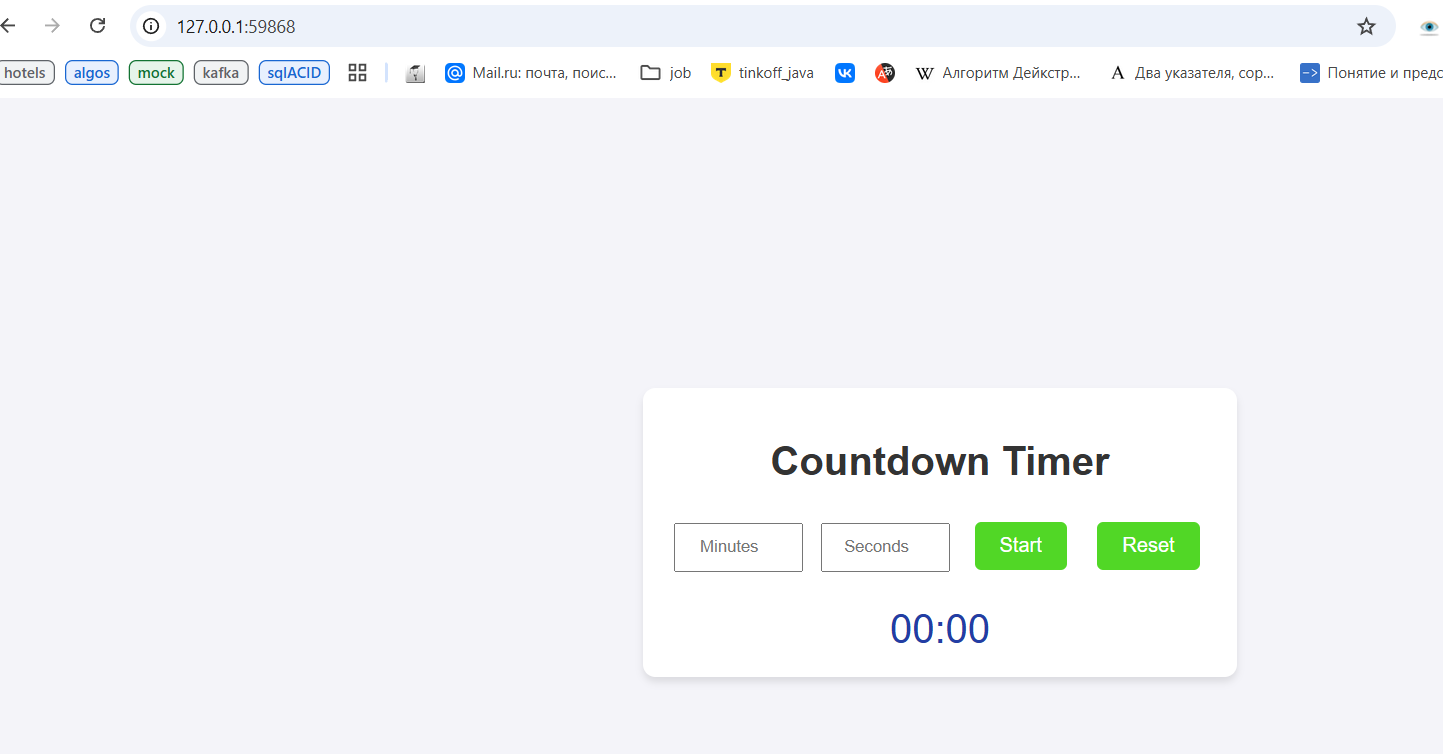 127.0.0.1:59868
hotels algos mock kafka sqlACID Mail.ru: почта, поис... job tinkoff_java Алгоритм Дейкстр... Два указателя, сор... Понятие и предс
Countdown Timer
Minutes Seconds Start Reset
00:00